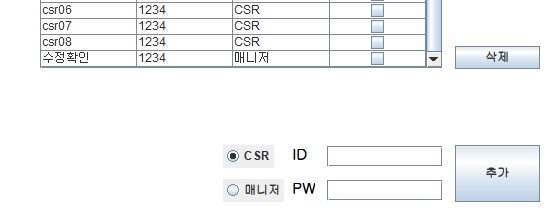 csr06 1234 CSR
csr07 1234 CSR
csr08 1234 CSR
수정확인 1234 매니저
삭제
CSR ID
추가
매니저 PW